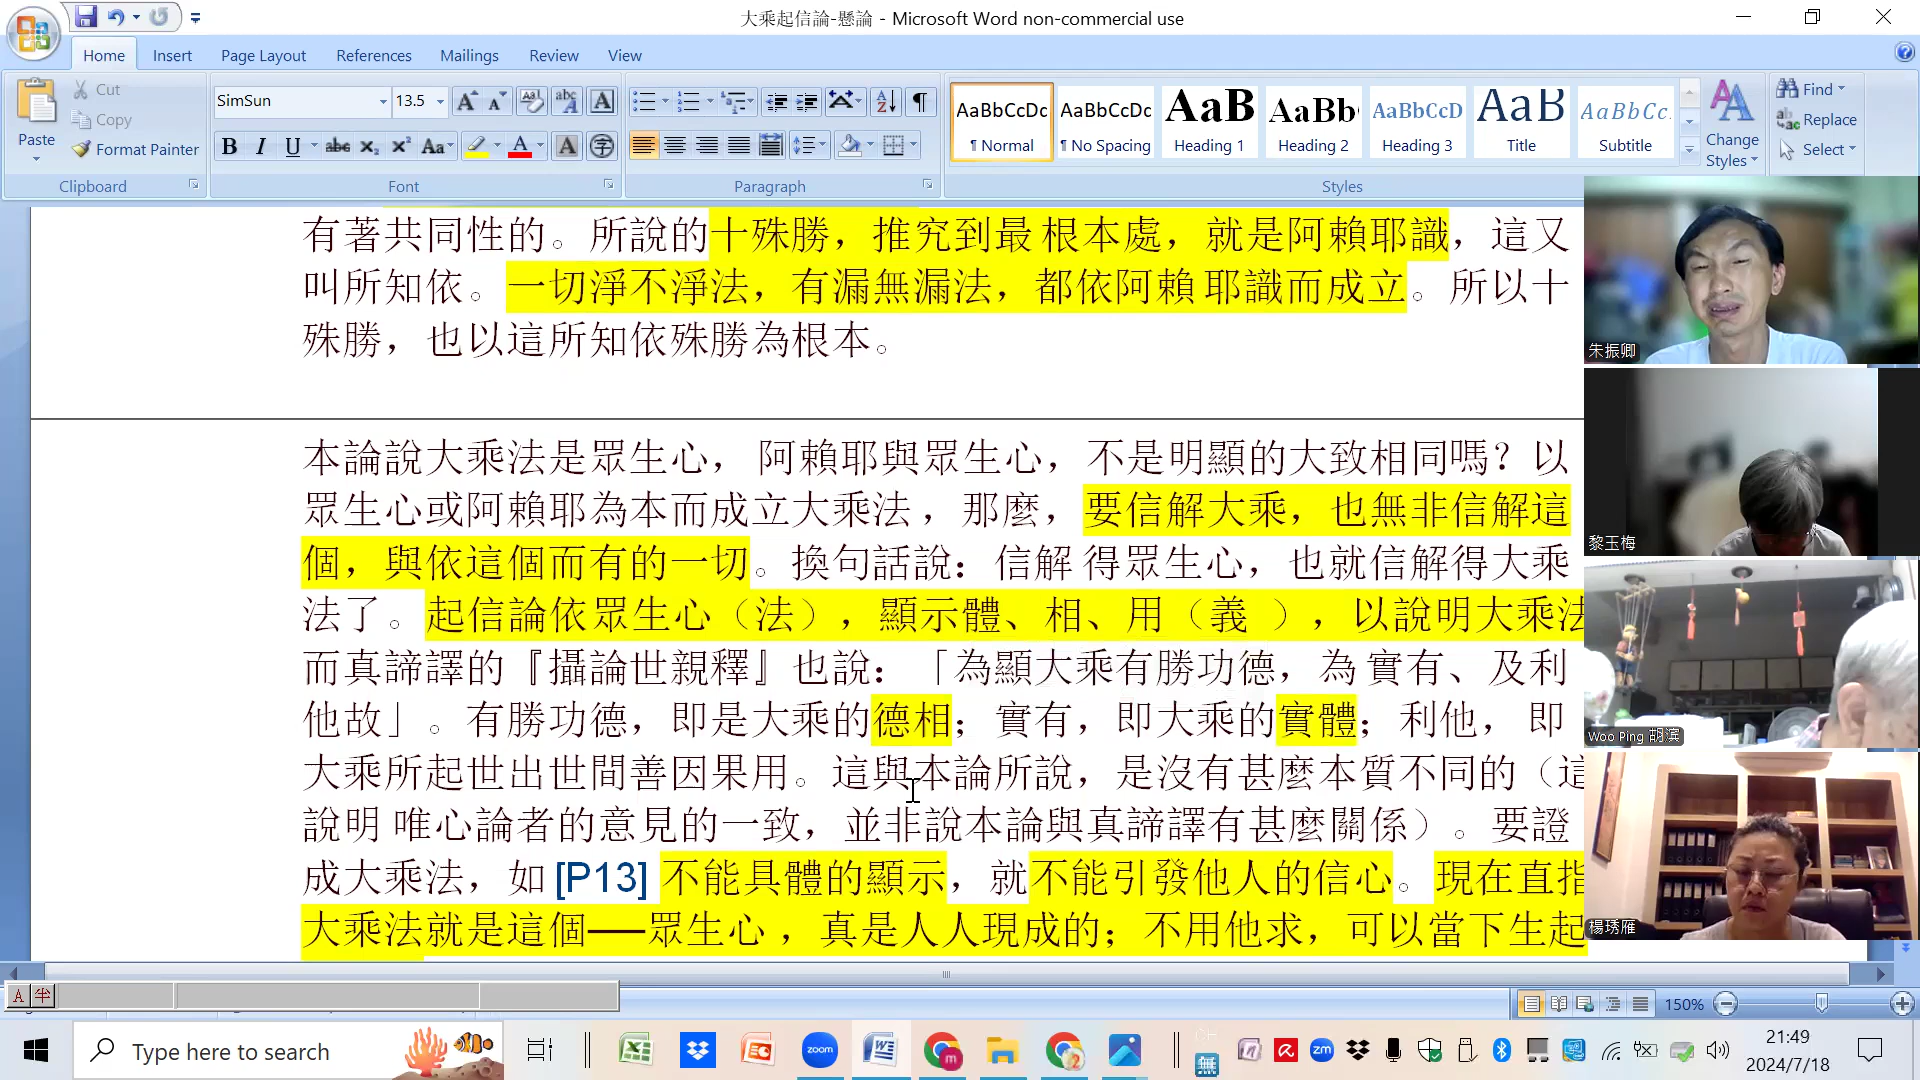 大乘起信論-懸論 - Microsoft Word non-commercial use
Home Insert Page Layout References Mailings Review View
Paste
Cut
Copy
Format Painter
Clipboard
SimSun 13.5
Font
Paragraph
AaBbCcDc AaBbCcDc AaB AaBb AaBbCcD AaB AaBbCc.
¶ Normal ¶ No Spacing Heading 1 Heading 2 Heading 3 Title Subtitle
Change Styles
Styles
Find
Replace
Select
有著共同性的。所說的十殊勝，推究到最 根本處，就是阿賴耶識，這又
叫所知依。一切淨不淨法，有漏無漏法，都依阿賴 耶識而成立。所以十
殊勝，也以這所知依殊勝為根本。
本論說大乘法是眾生心， 阿賴耶與眾生心，不是明顯的大致相同嗎？以
眾生心或阿賴耶為本而成立大乘法 ，那麼，要信解大乘，也無非信解這
個，與依這個而有的一切。換句話說：信解 得眾生心，也就信解得大乘
法了。起信論依眾生心（法），顯示體、相、用（義 ），以說明大乘法
而真諦譯的『攝論世親釋』也說：「為顯大乘有勝功德，為 實有、及利
他故」。有勝功德，即是大乘的德相；實有，即大乘的實體；利他，即
大乘所起世出世間善因果用。這與本論所說，是沒有甚麼本質不同的（這
說明 唯心論者的意見的一致，並非說本論與真諦譯有甚麼關係）。要證
成大乘法，如 [P13] 不能具體的顯示，就不能引發他人的信心。現在直指
大乘法就是這個──眾生心 ，真是人人現成的；不用他求，可以當下生起
朱振卿
黎玉梅
Woo Ping 胡滨
楊琇雁
150%
Type here to search
zoom
21:49
2024/7/18